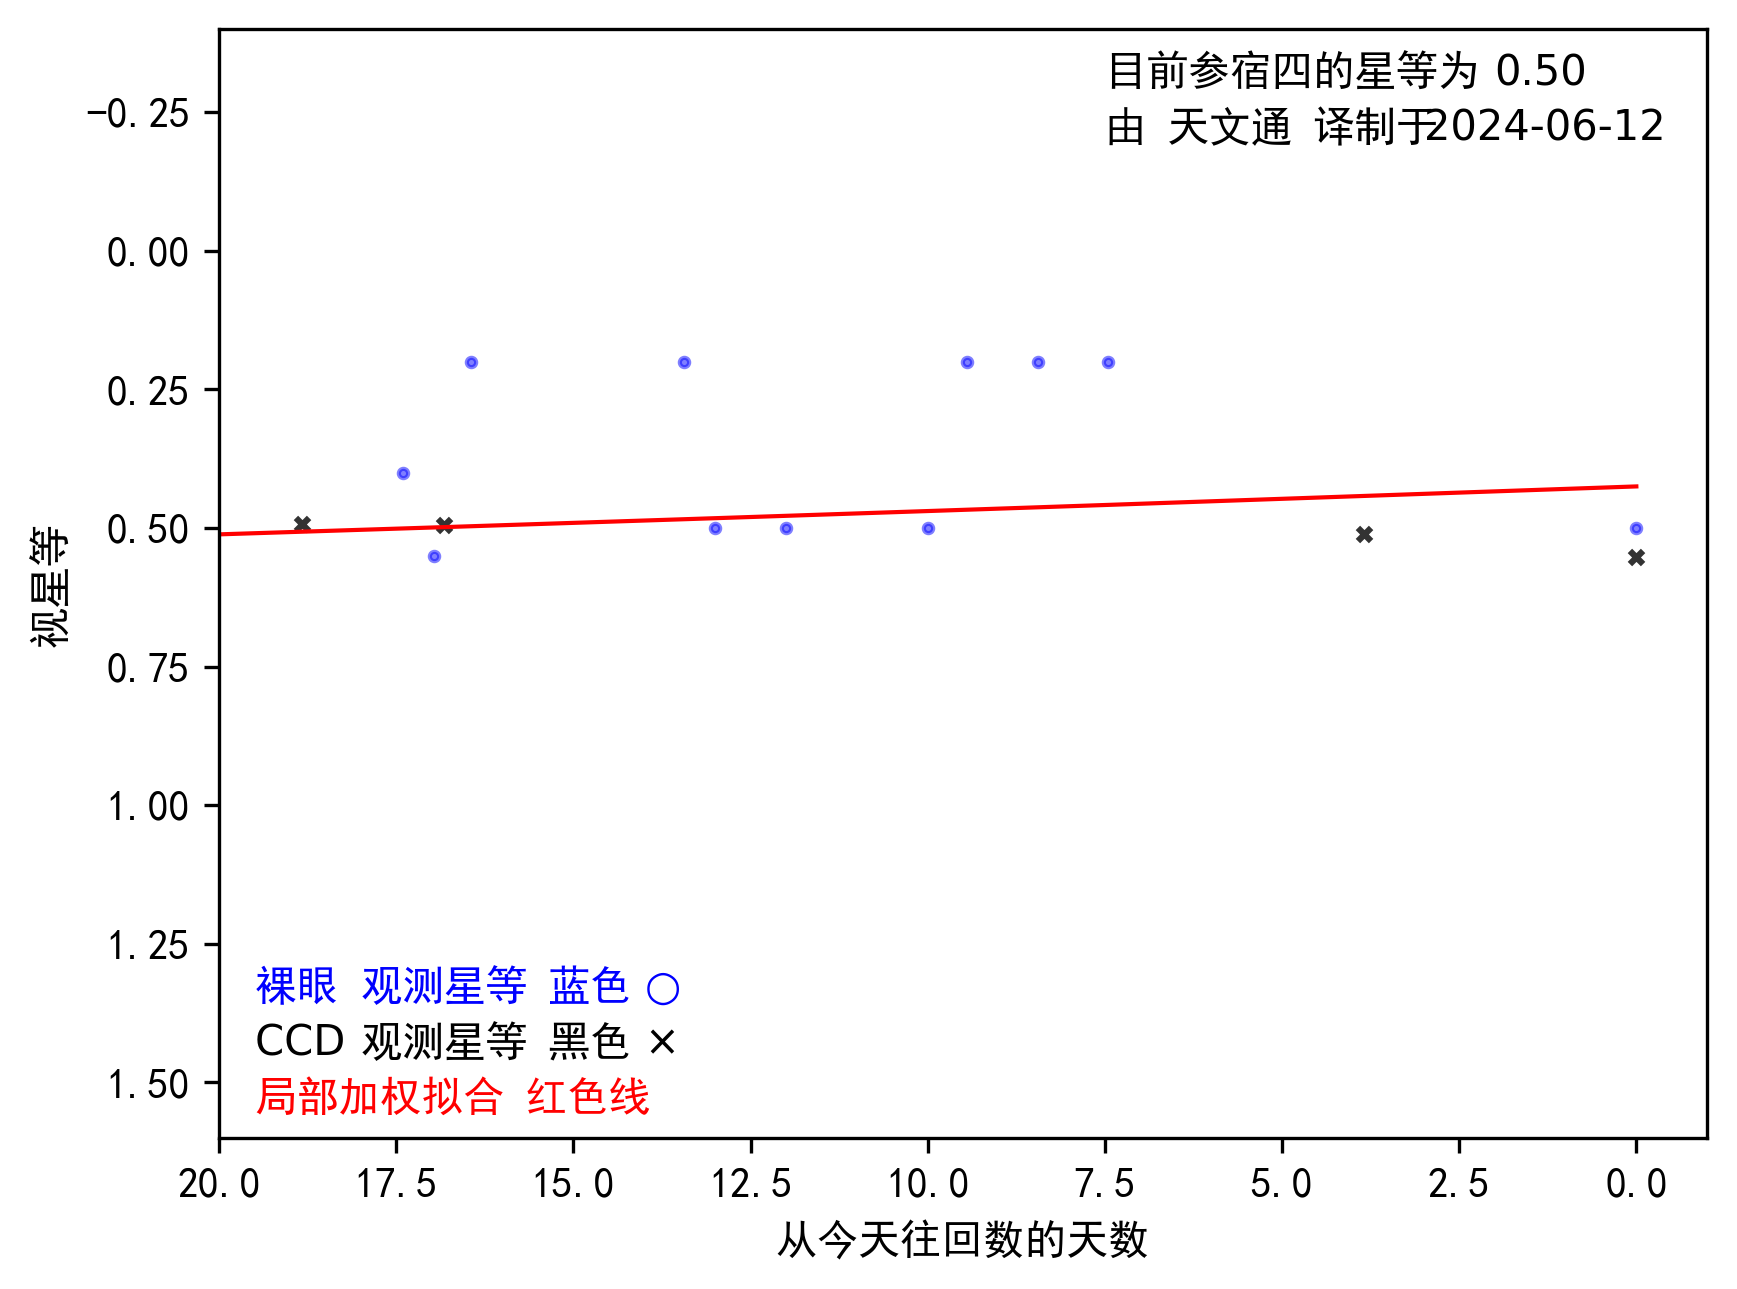 目前参宿四的星等为 0.50
由 天文通 译制于2024-06-12
−0.25
0.00
0.25
0.50
0.75
1.00
1.25
1.50
视星等
裸眼 观测星等 蓝色 ○
CCD 观测星等 黑色 ×
局部加权拟合 红色线
20.0 17.5 15.0 12.5 10.0 7.5 5.0 2.5 0.0
从今天往回数的天数